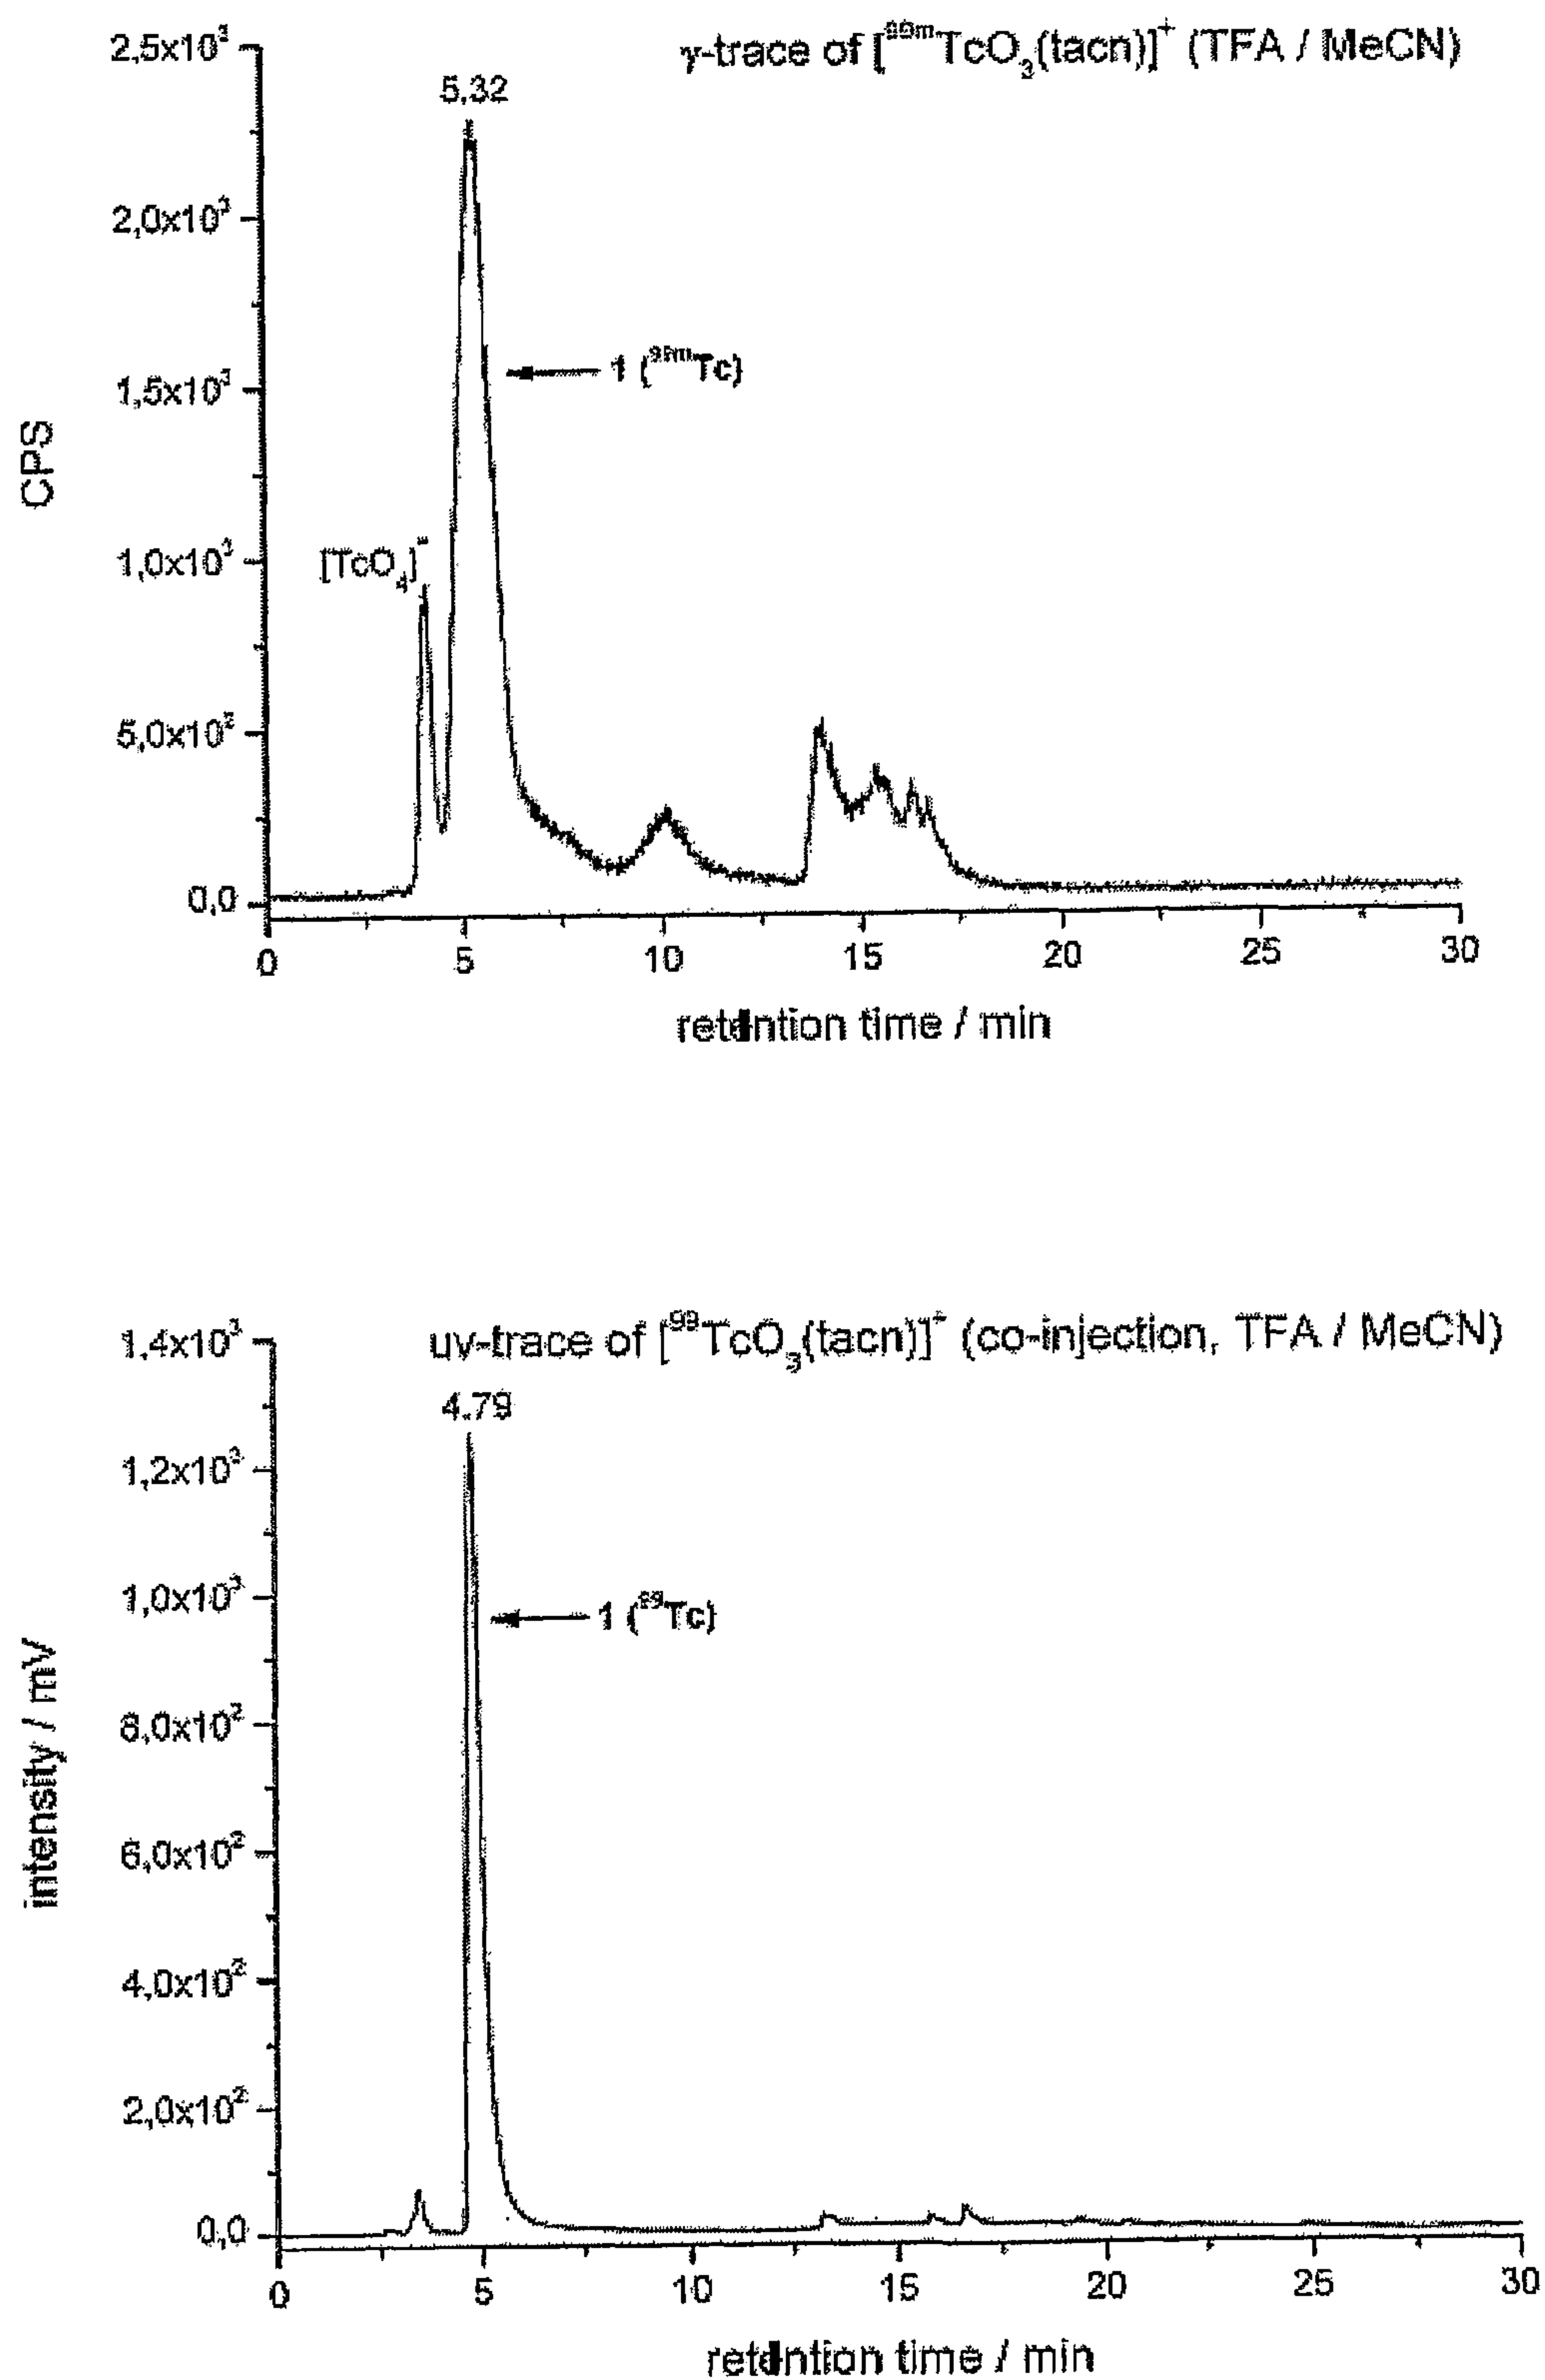 γ-trace of [⁹⁹ᵐTcO₃(tacn)]⁺ (TFA / MeCN)
2,5x10³
5,32
2,0x10³
1 (⁹⁹ᵐTc)
1,5x10³
CPS
[TcO₄]⁻
1,0x10³
5,0x10²
0,0
0 5 10 15 20 25 30
retention time / min
uv-trace of [⁹⁹TcO₃(tacn)]⁺ (co-injection, TFA / MeCN)
1,4x10³
4,79
1,2x10³
1,0x10³
1 (⁹⁹Tc)
intensity / mV
8,0x10²
6,0x10²
4,0x10²
2,0x10²
0,0
0 5 10 15 20 25 30
retention time / min